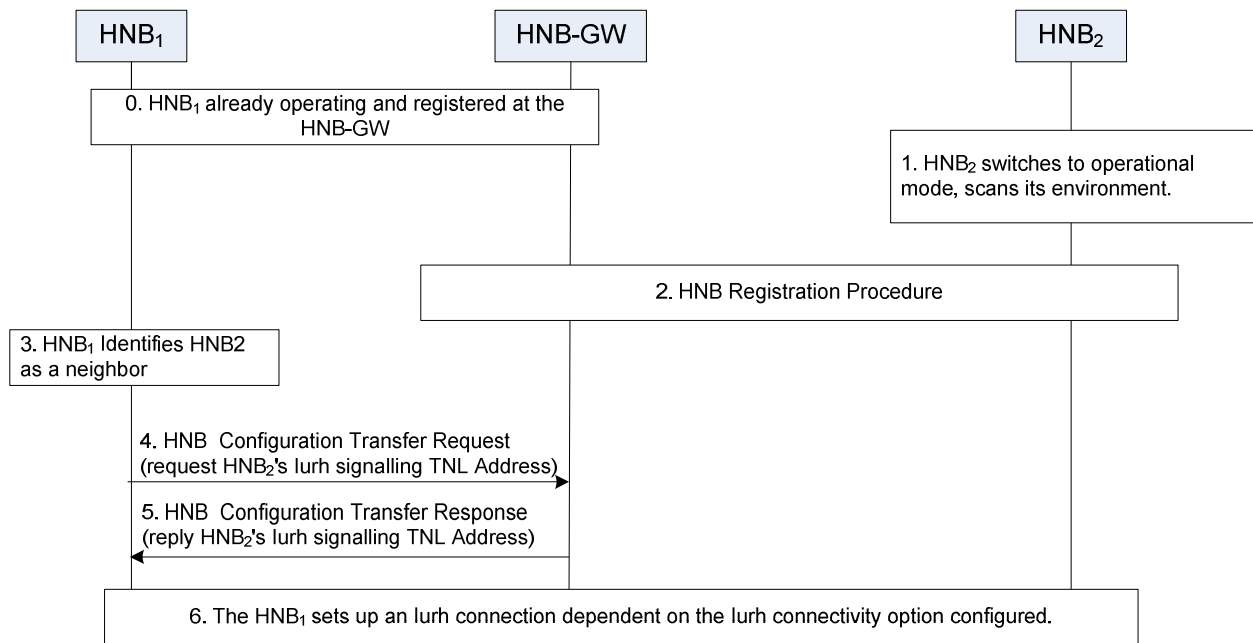 HNB₁
HNB-GW
HNB₂
0. HNB₁ already operating and registered at the
HNB-GW
1. HNB₂ switches to operational
mode, scans its environment.
2. HNB Registration Procedure
3. HNB₁ Identifies HNB2
as a neighbor
4. HNB Configuration Transfer Request
(request HNB₂'s Iurh signalling TNL Address)
5. HNB Configuration Transfer Response
(reply HNB₂'s Iurh signalling TNL Address)
6. The HNB₁ sets up an Iurh connection dependent on the Iurh connectivity option configured.